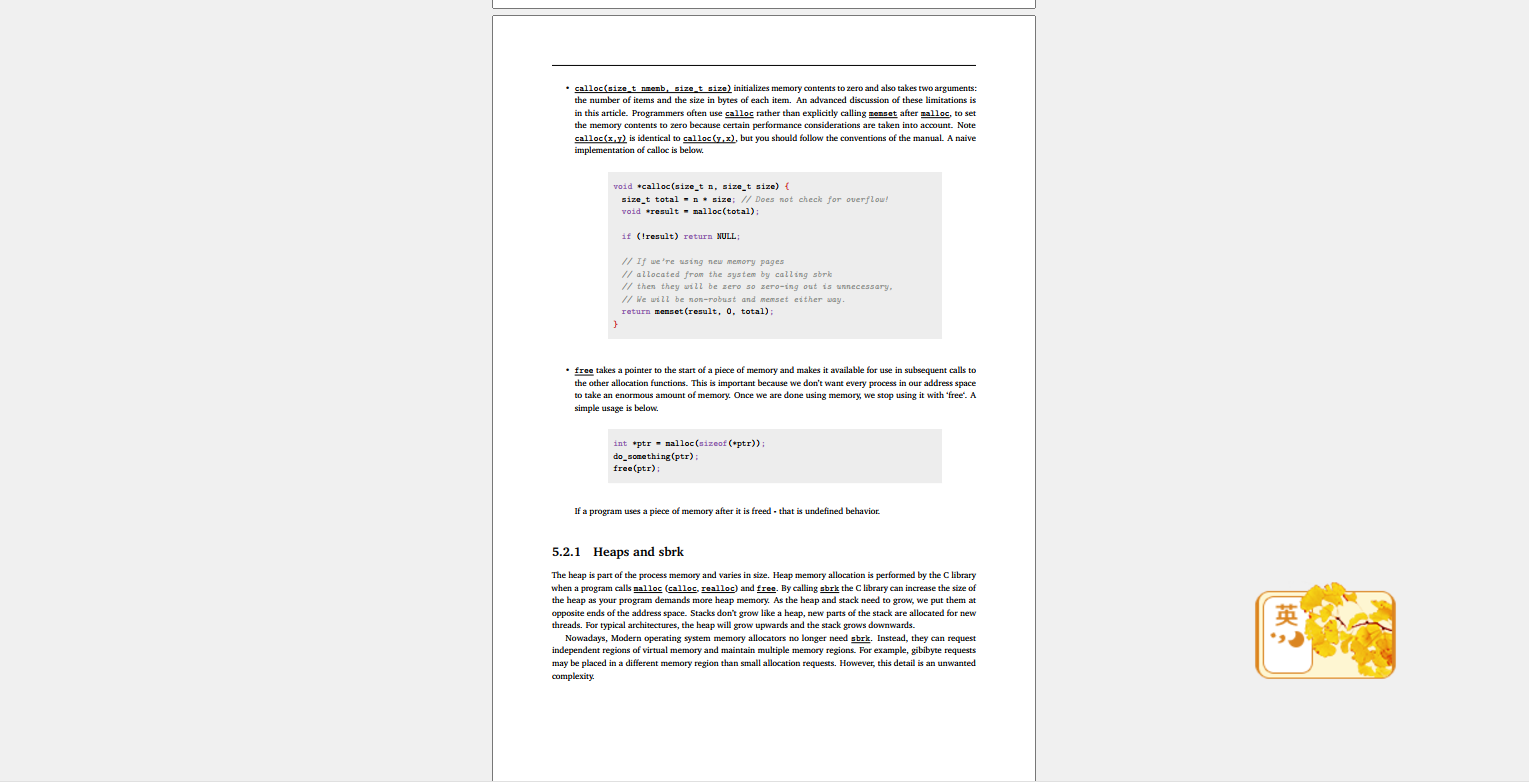 • calloc(size_t nmemb, size_t size) initializes memory contents to zero and also takes two arguments:
the number of items and the size in bytes of each item. An advanced discussion of these limitations is
in this article. Programmers often use calloc rather than explicitly calling memset after malloc, to set
the memory contents to zero because certain performance considerations are taken into account. Note
calloc(x,y) is identical to calloc(y,x), but you should follow the conventions of the manual. A naive
implementation of calloc is below.
void *calloc(size_t n, size_t size) {
size_t total = n * size; // Does not check for overflow!
void *result = malloc(total);
if (!result) return NULL;
// If we're using new memory pages
// allocated from the system by calling sbrk
// then they will be zero so zero-ing out is unnecessary,
// We will be non-robust and memset either way.
return memset(result, 0, total);
}
• free takes a pointer to the start of a piece of memory and makes it available for use in subsequent calls to
the other allocation functions. This is important because we don't want every process in our address space
to take an enormous amount of memory. Once we are done using memory, we stop using it with 'free'. A
simple usage is below.
int *ptr = malloc(sizeof(*ptr));
do_something(ptr);
free(ptr);
If a program uses a piece of memory after it is freed - that is undefined behavior.
5.2.1 Heaps and sbrk
The heap is part of the process memory and varies in size. Heap memory allocation is performed by the C library
when a program calls malloc (calloc, realloc) and free. By calling sbrk the C library can increase the size of
the heap as your program demands more heap memory. As the heap and stack need to grow, we put them at
opposite ends of the address space. Stacks don't grow like a heap, new parts of the stack are allocated for new
threads. For typical architectures, the heap will grow upwards and the stack grows downwards.
Nowadays, Modern operating system memory allocators no longer need sbrk. Instead, they can request
independent regions of virtual memory and maintain multiple memory regions. For example, gibibyte requests
may be placed in a different memory region than small allocation requests. However, this detail is an unwanted
complexity.
英